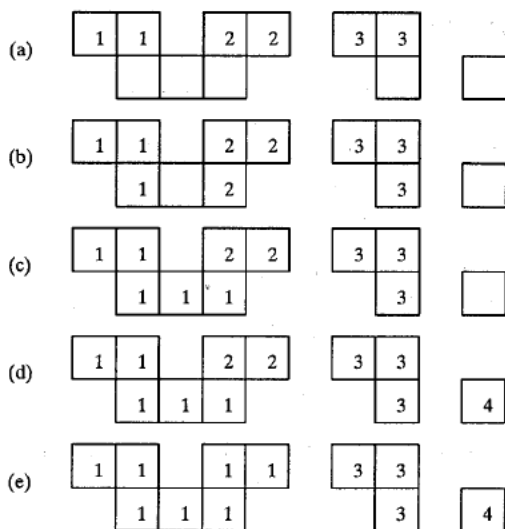 1 1 2 2 3 3
(a)
1 1 2 2 3 3
(b)
1 2 3
1 1 2 2 3 3
(c)
1 1 1 3
1 1 2 2 3 3
(d)
1 1 1 3 4
1 1 1 1 3 3
(e)
1 1 1 3 4